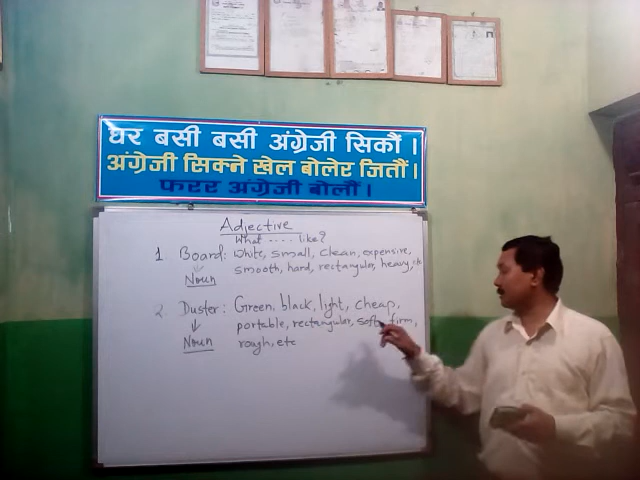 घर बसी बसी अंग्रेजी सिकौं ।
अंग्रेजी सिक्ने खेल बोलेर जितौं ।
फरर अंग्रेजी बोलौं ।
Adjective
What .... like?
1 Board: White, small, clean, expensive,
Noun smooth, hard, rectangular, heavy, etc
2. Duster: Green, black, light, cheap,
portable, rectangular, soft, firm,
Noun rough, etc